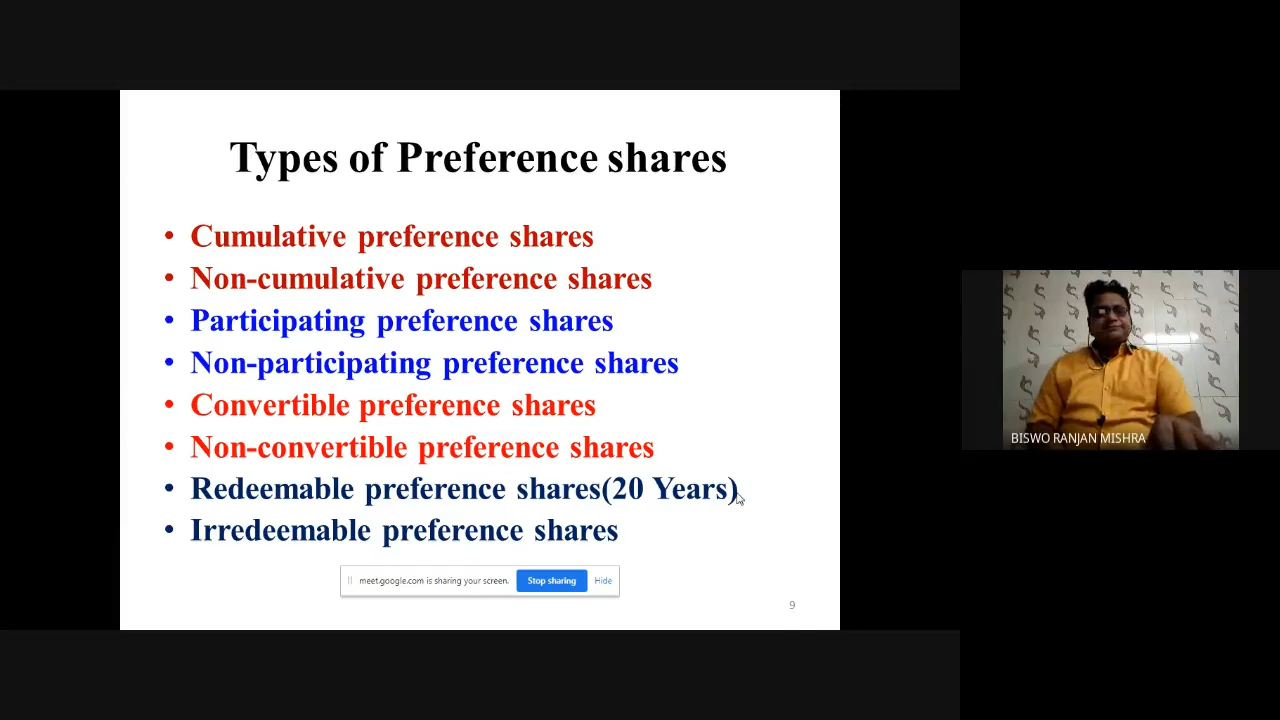 Types of Preference shares
• Cumulative preference shares
• Non-cumulative preference shares
• Participating preference shares
• Non-participating preference shares
• Convertible preference shares
• Non-convertible preference shares
• Redeemable preference shares(20 Years)
• Irredeemable preference shares
meet.google.com is sharing your screen. Stop sharing Hide
9
BISWO RANJAN MISHRA